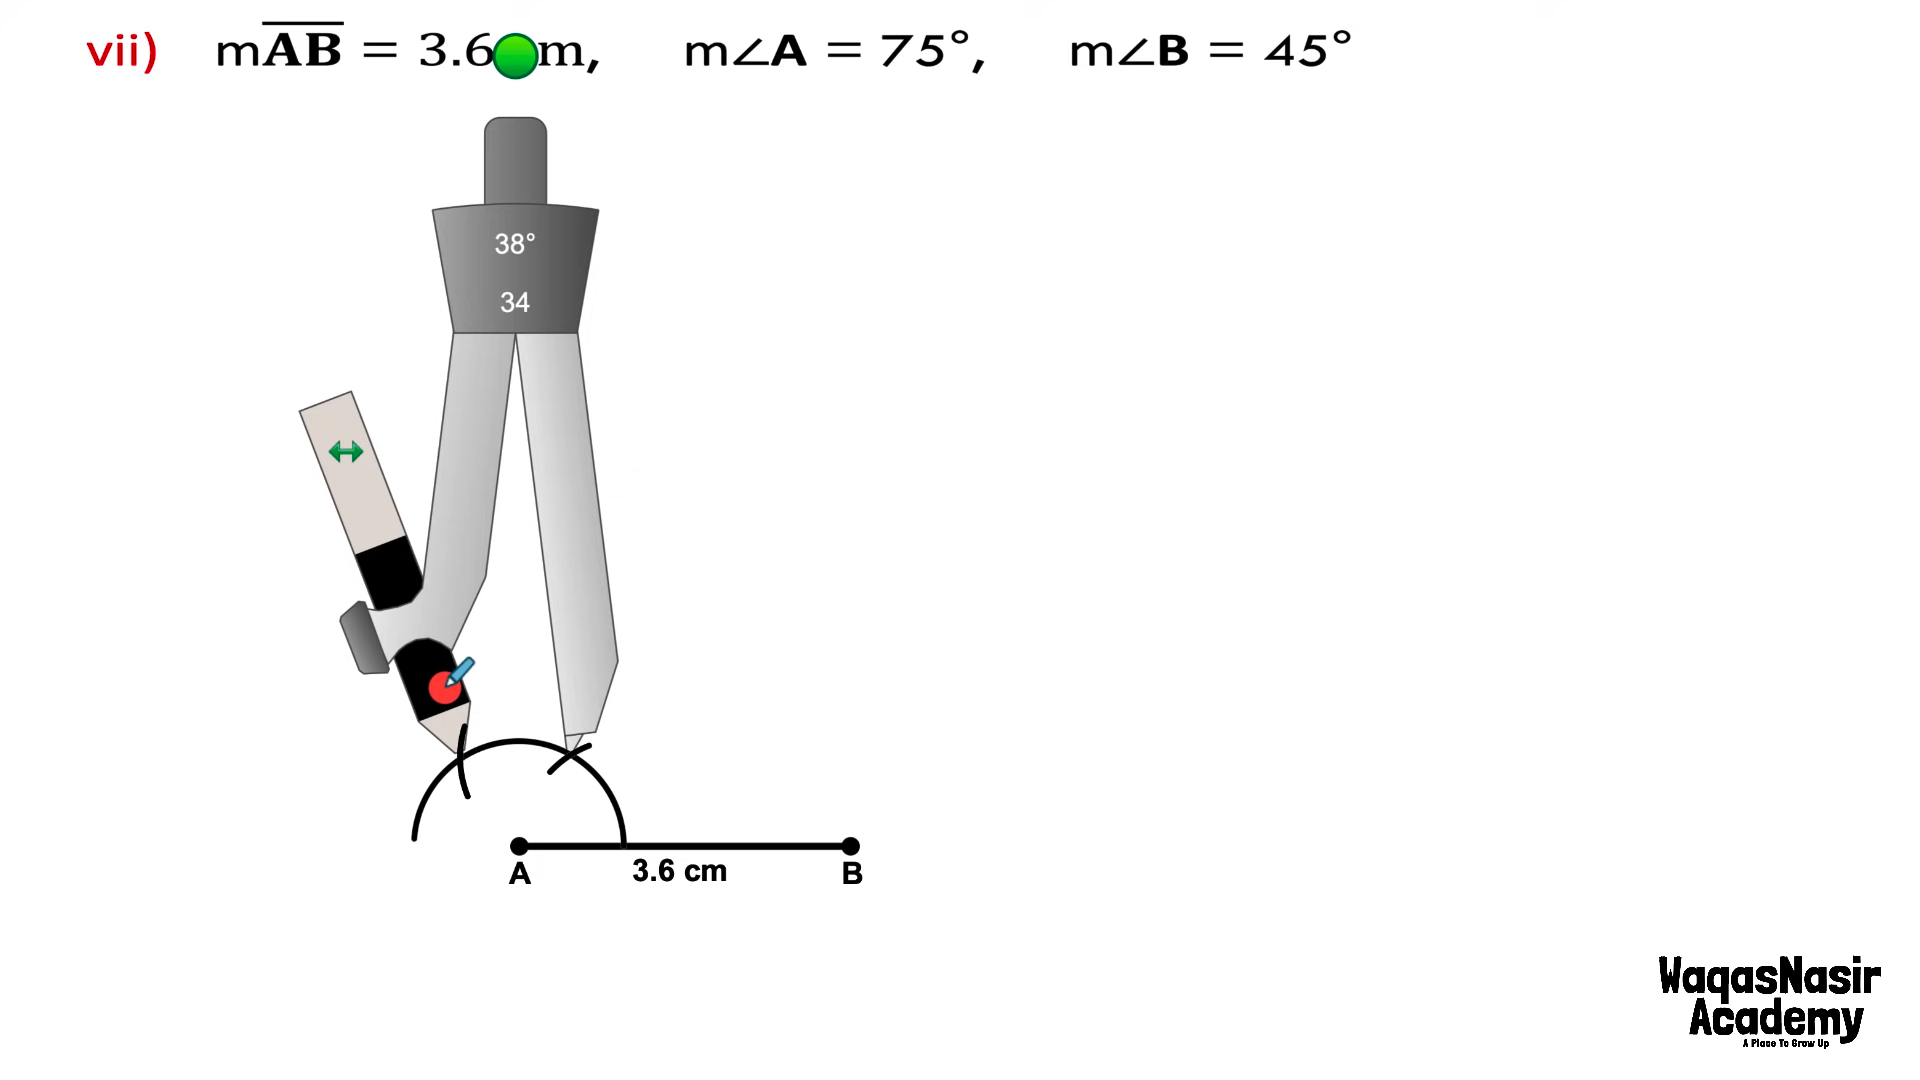 vii) mAB = 3.6 m, m∠A = 75°, m∠B = 45°
38°
34
3.6 cm
A B
WaqasNasir
Academy
A Place To Grow Up